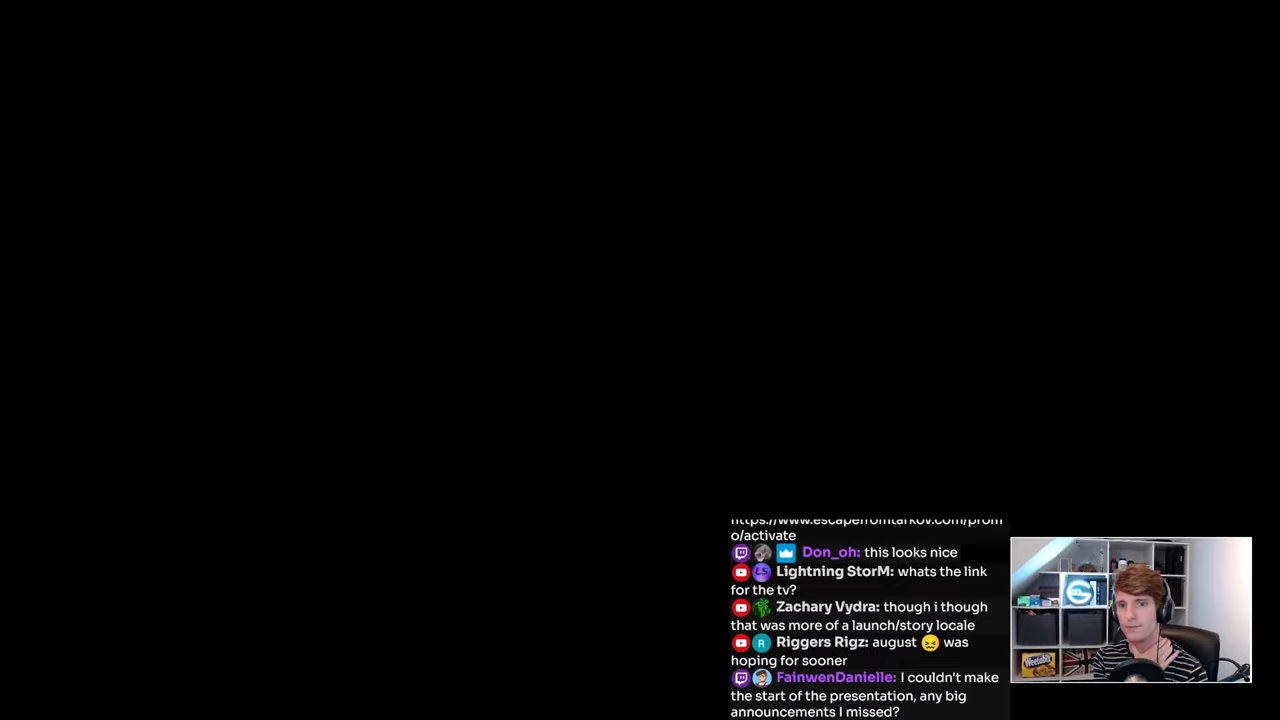 https://www.escapefromtarkov.com/prom
o/activate
Don_oh: this looks nice
Lightning StorM: whats the link
for the tv?
Zachary Vydra: though i though
that was more of a launch/story locale
Riggers Rigz: august 😖 was
hoping for sooner
FainwenDanielle: I couldn't make
the start of the presentation, any big
announcements I missed?
LS
R
Weetabix